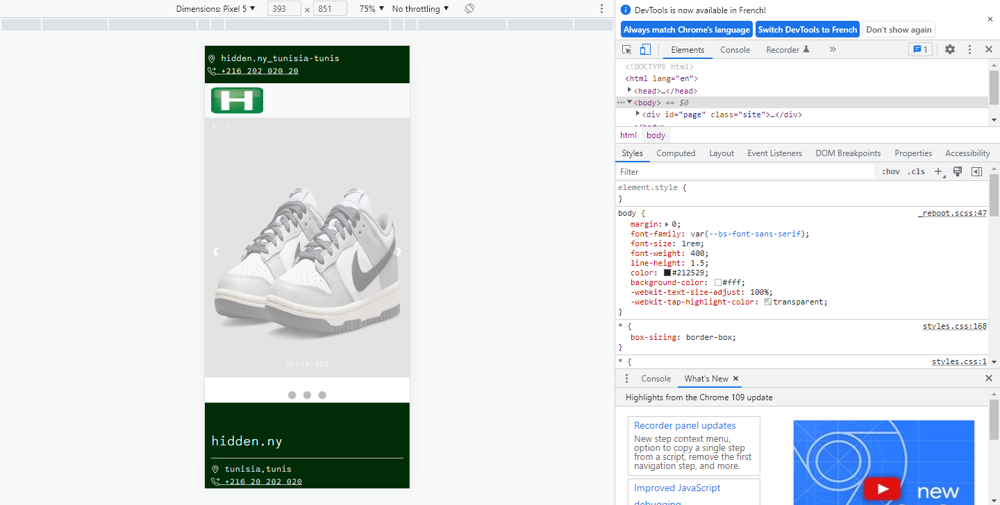 Dimensions: Pixel 5 ▼ 393 × 851 75% ▼ No throttling ▼
hidden.ny_tunisia-tunis
+216 202 020 20
H
3 / 3
❮ ❯
price:300
hidden.ny
tunisia,tunis
+216 20 202 020
DevTools is now available in French!
Always match Chrome's language Switch DevTools to French Don't show again
Elements Console Recorder » 1
<!DOCTYPE html>
<html lang="en">
<head>…</head>
<body> == $0
<div id="page" class="site">…</div>
</body>
html body
Styles Computed Layout Event Listeners DOM Breakpoints Properties Accessibility
Filter :hov .cls +
element.style {
}
body { _reboot.scss:47
margin: 0;
font-family: var(--bs-font-sans-serif);
font-size: 1rem;
font-weight: 400;
line-height: 1.5;
color: #212529;
background-color: #fff;
-webkit-text-size-adjust: 100%;
-webkit-tap-highlight-color: transparent;
}
* { styles.css:168
box-sizing: border-box;
}
* { styles.css:1
Console What's New ×
Highlights from the Chrome 109 update
Recorder panel updates
New step context menu,
option to copy a single step
from a script, remove the first
navigation step, and more.
Improved JavaScript
debugging
new